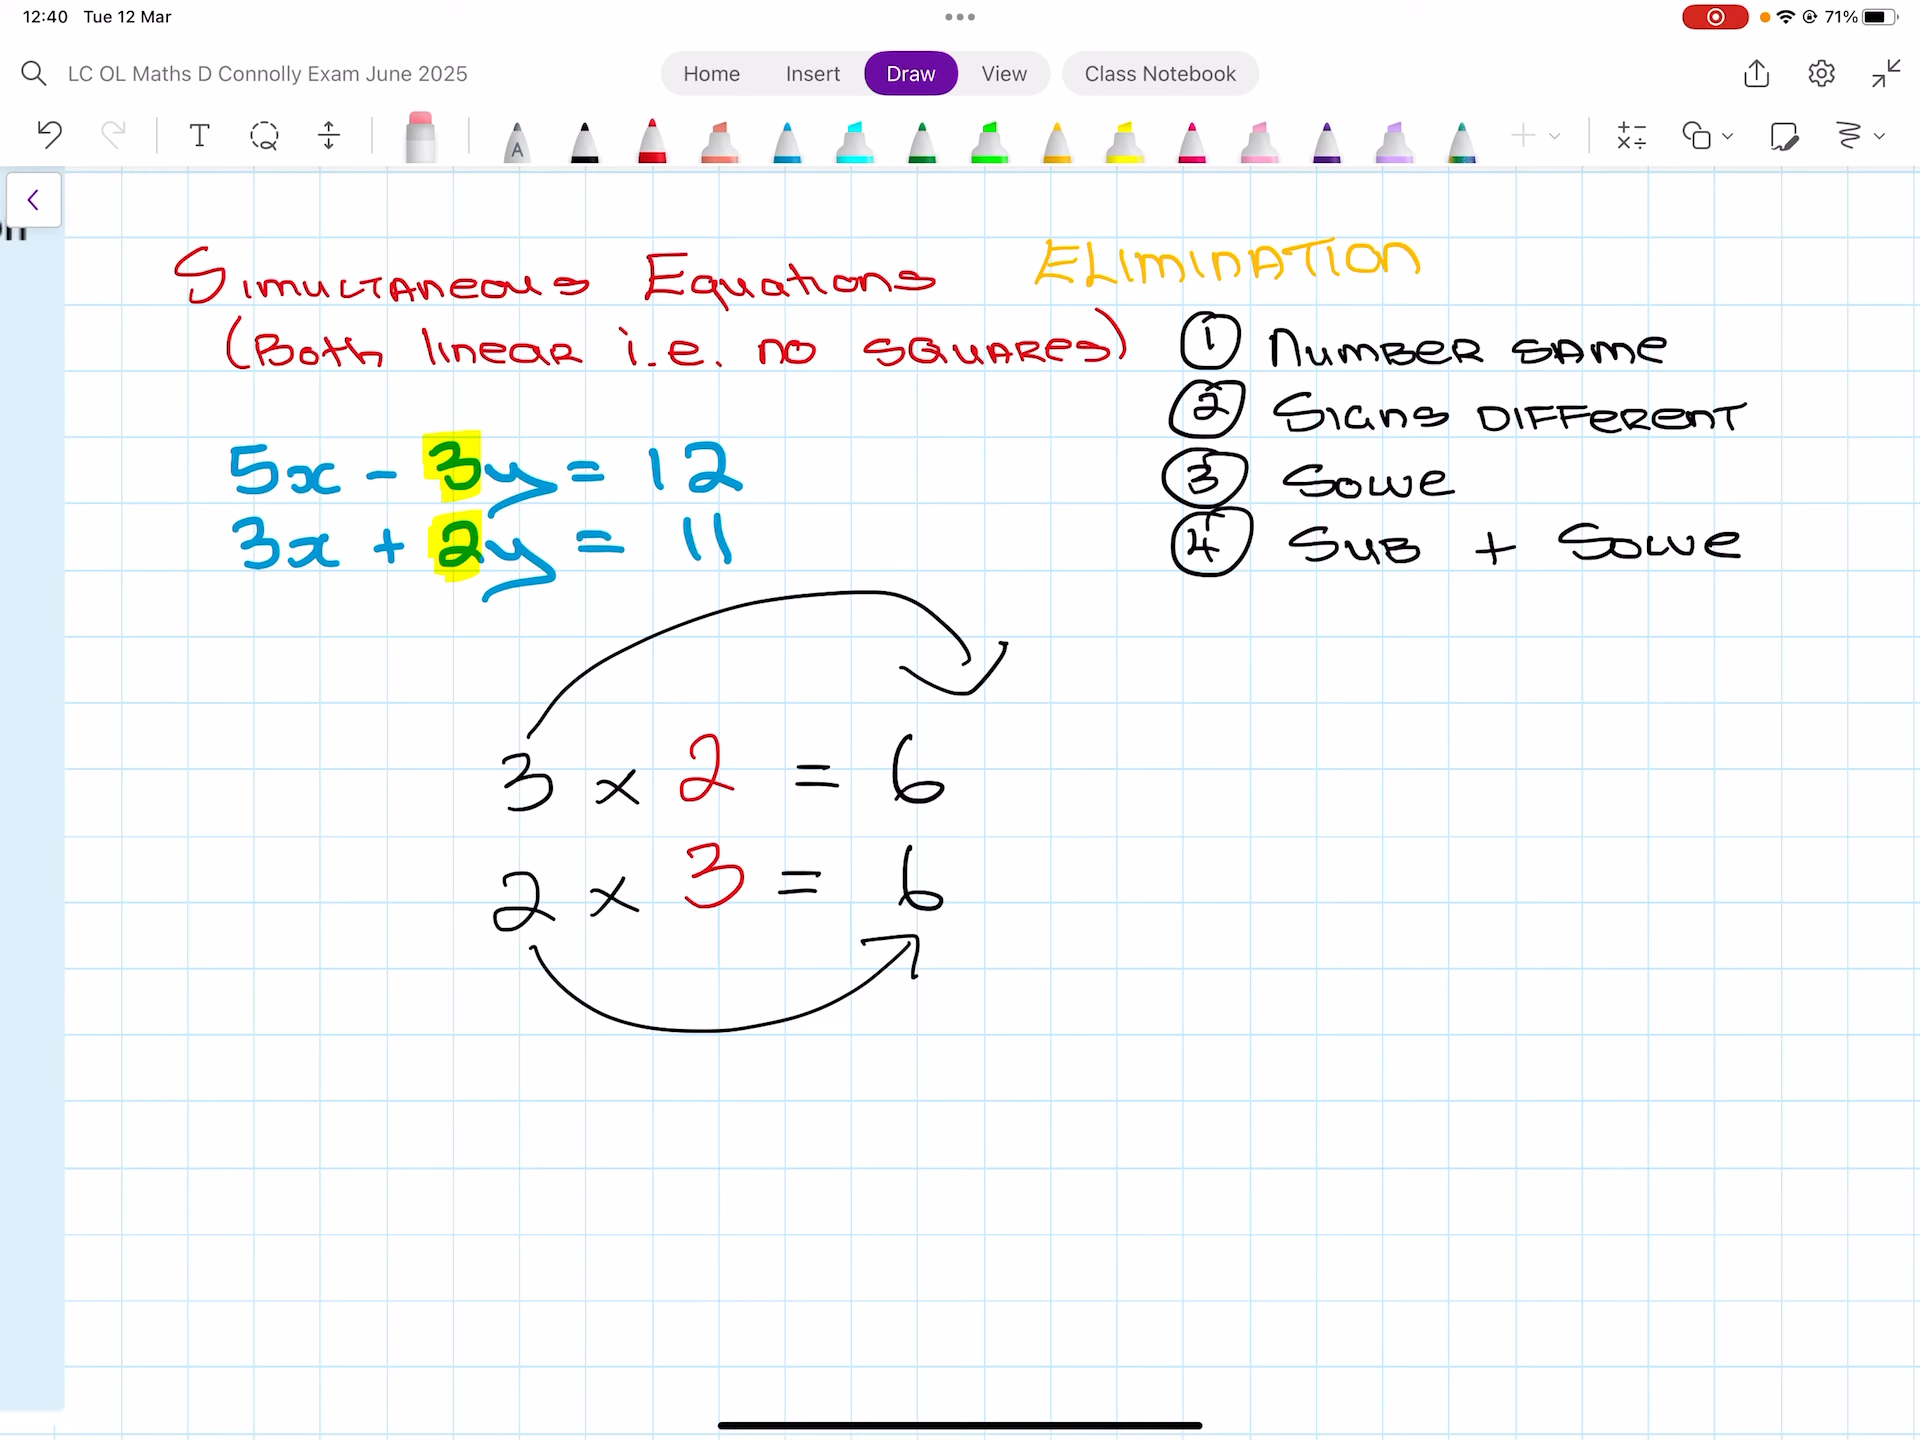 12:40 Tue 12 Mar
71%
LC OL Maths D Connolly Exam June 2025
Home Insert Draw View Class Notebook
T
A
Simultaneous Equations
(Both linear i.e. no squares)
ELIMINATION
① Number same
② Signs Different
③ Solve
④ Sub + Solve
5x - 3y = 12
3x + 2y = 11
3 x 2 = 6
2 x 3 = 6